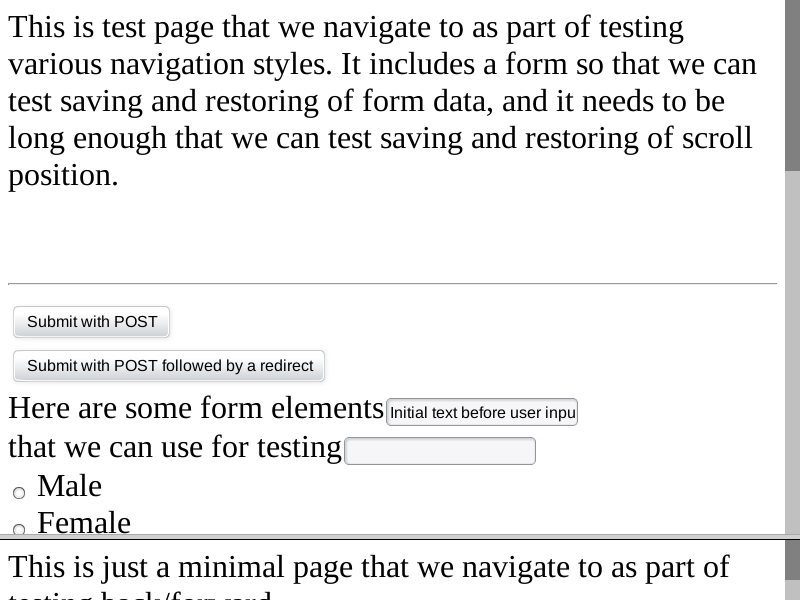 This is test page that we navigate to as part of testing
various navigation styles. It includes a form so that we can
test saving and restoring of form data, and it needs to be
long enough that we can test saving and restoring of scroll
position.
Submit with POST
Submit with POST followed by a redirect
Here are some form elements Initial text before user inpu
that we can use for testing
Male
Female
This is just a minimal page that we navigate to as part of
testing back/forward